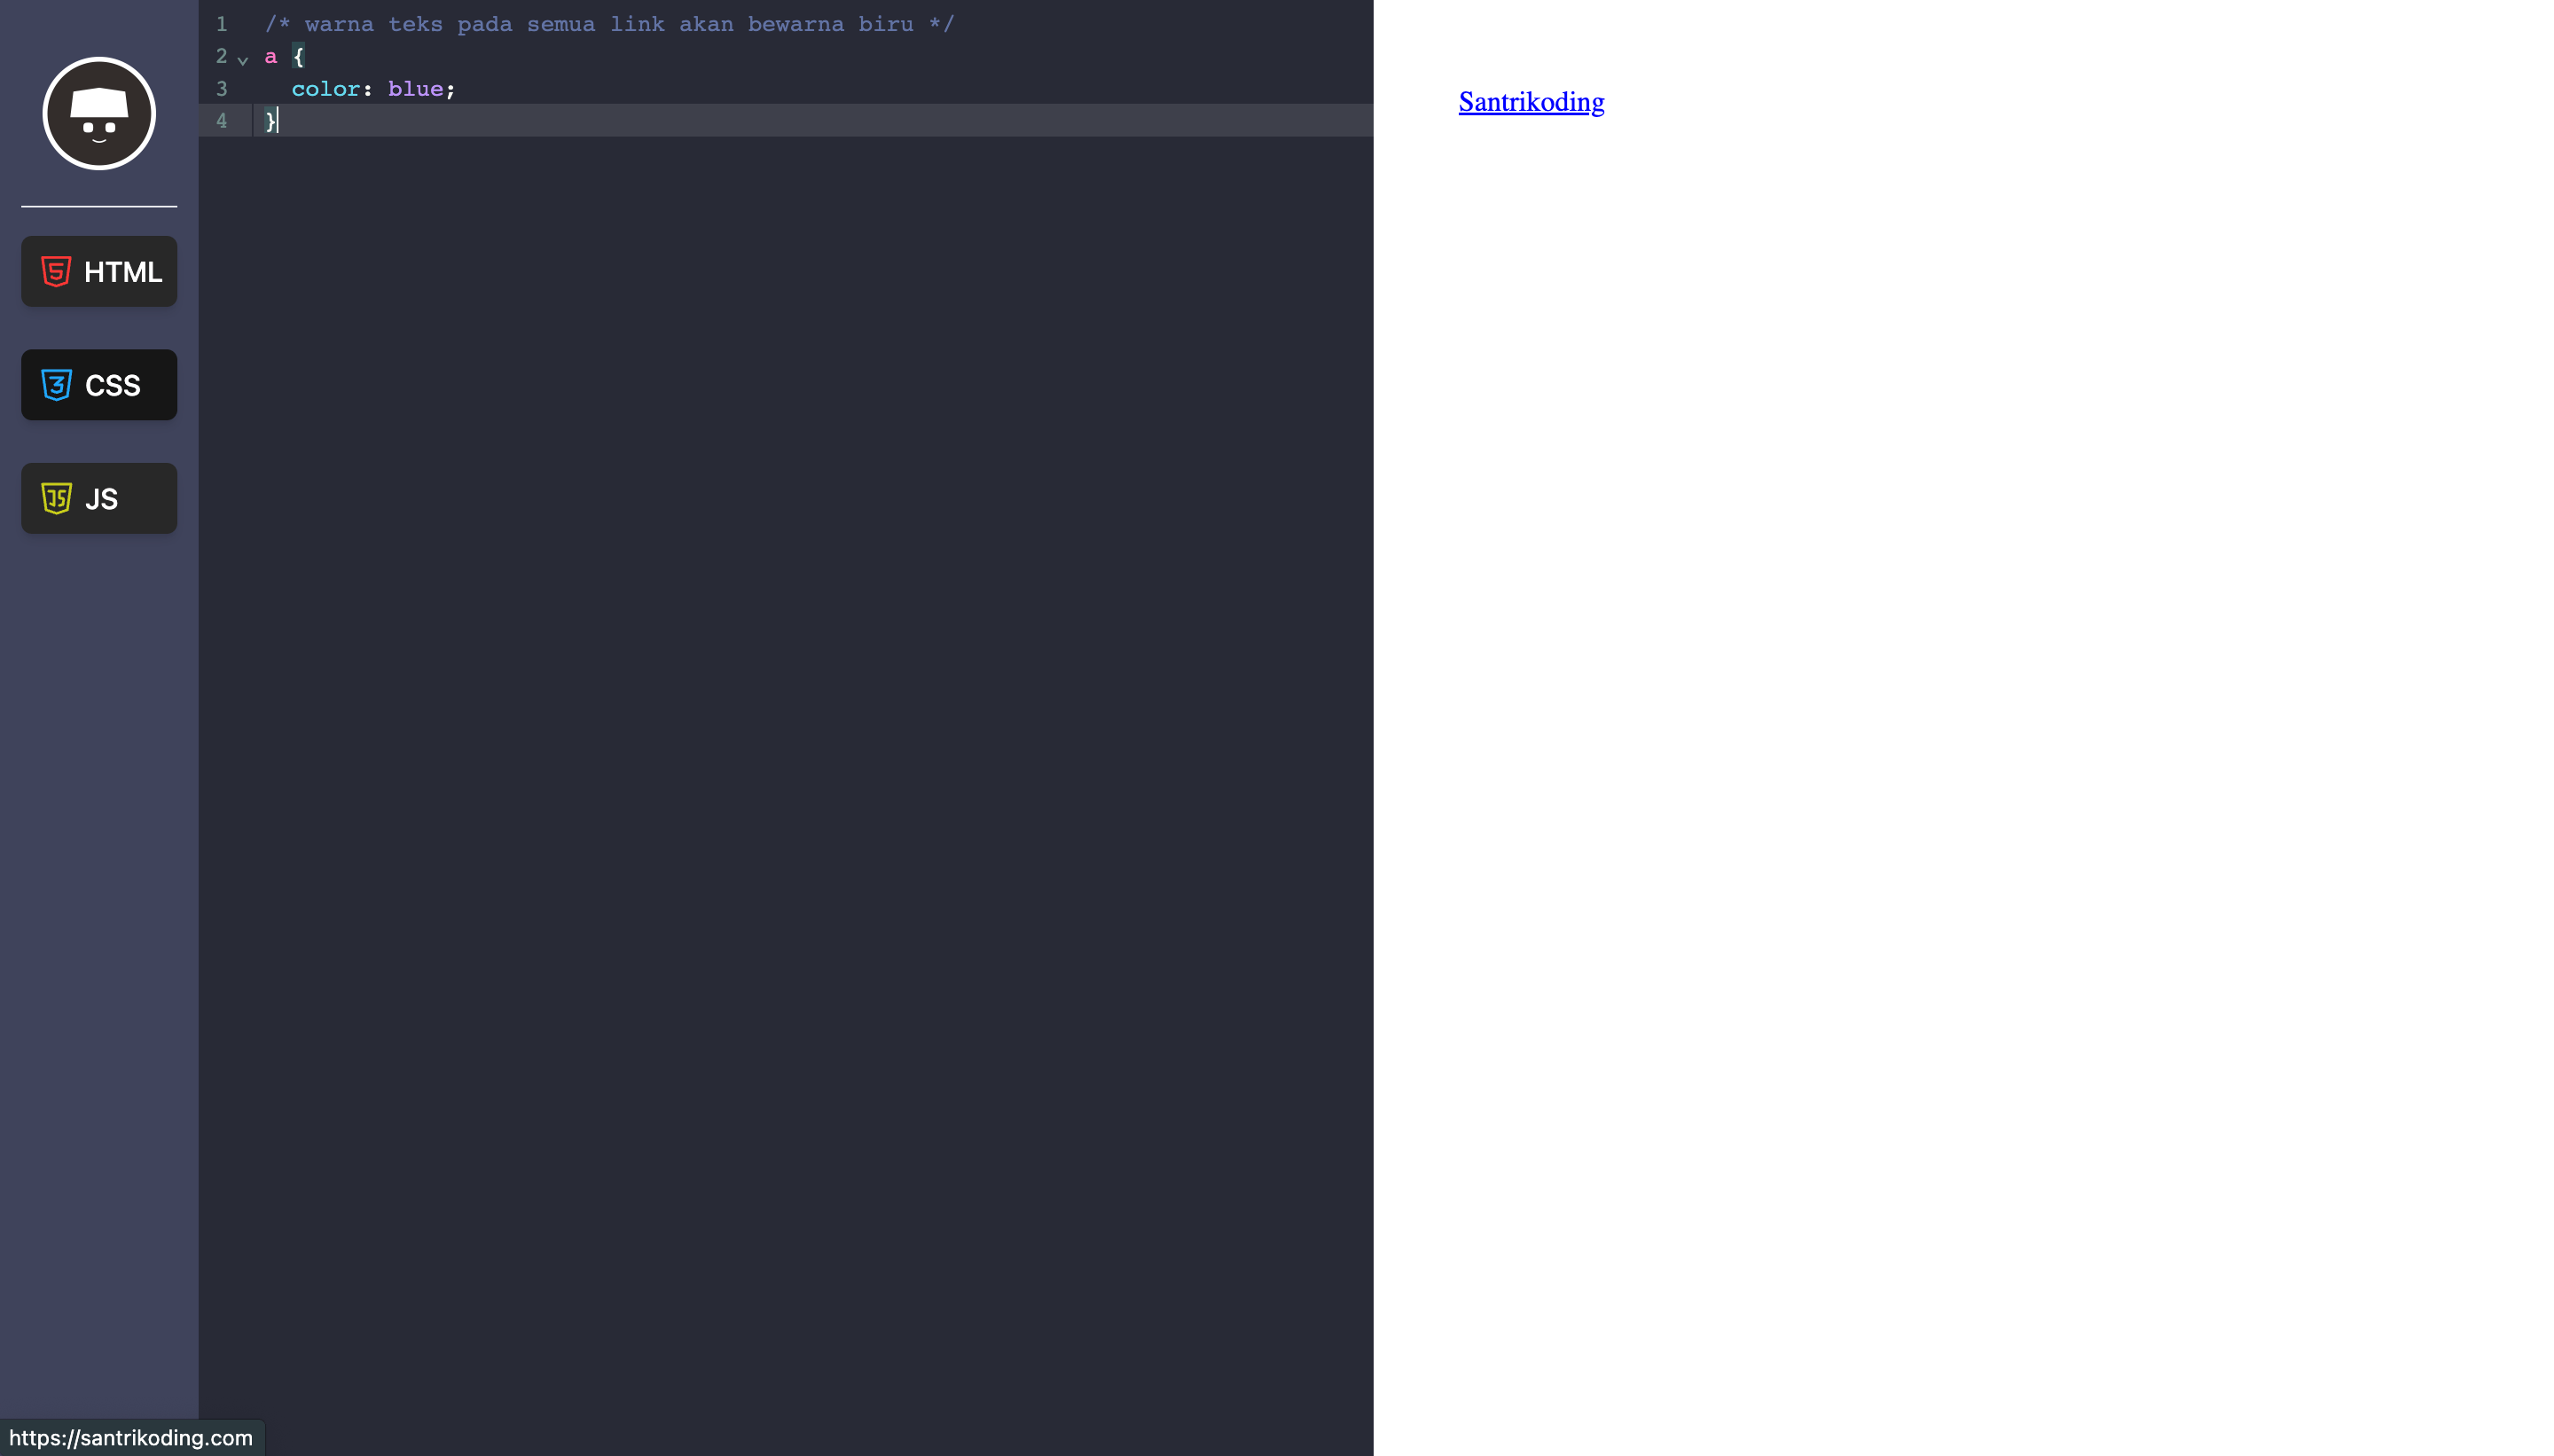 HTML
CSS
JS
1 /* warna teks pada semua link akan bewarna biru */
2 a {
3 color: blue;
4 }
Santrikoding
https://santrikoding.com